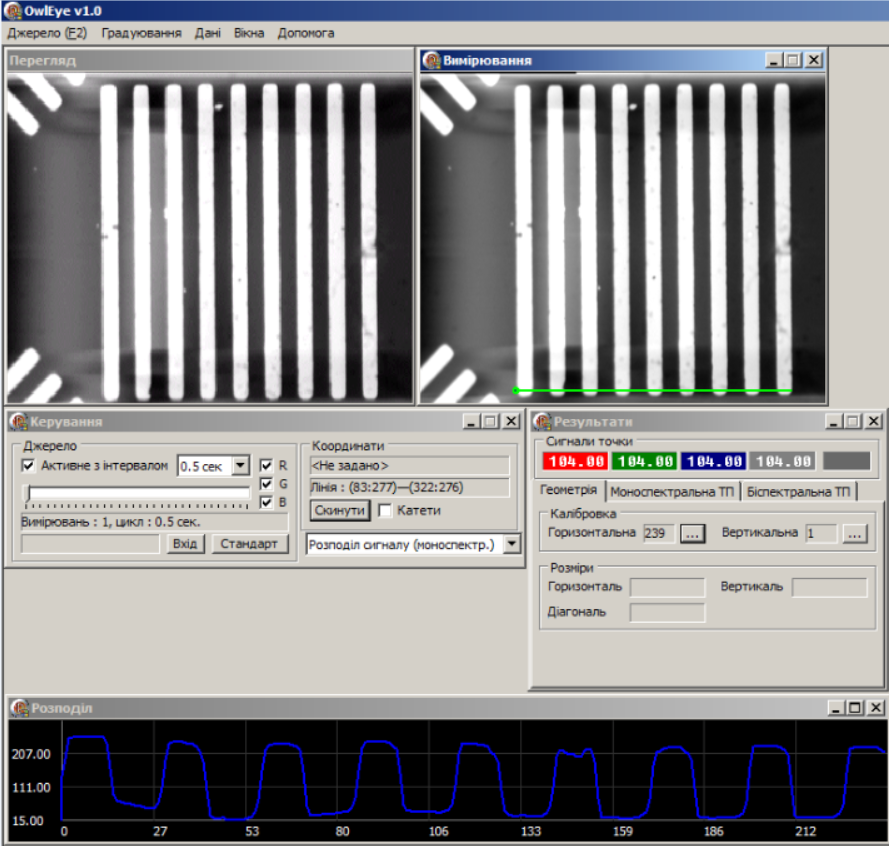 OwlEye v1.0
Джерело (F2) Градуювання Дані Вікна Допомога
Перегляд
Вимірювання
Керування
Джерело
Активне з інтервалом 0.5 сек
R
G
B
Вимірювань : 1, цикл : 0.5 сек.
Вхід Стандарт
Координати
<Не задано>
Лінія : (83:277)—(322:276)
Скинути Катети
Розподіл сигналу (моноспектр.)
Результати
Сигнали точки
104.00 104.00 104.00 104.00
Геометрія Моноспектральна ТП Біспектральна ТП
Калібровка
Горизонтальна 239 ... Вертикальна 1 ...
Розміри
Горизонталь Вертикаль
Діагональ
Розподіл
207.00
111.00
15.00
0 27 53 80 106 133 159 186 212